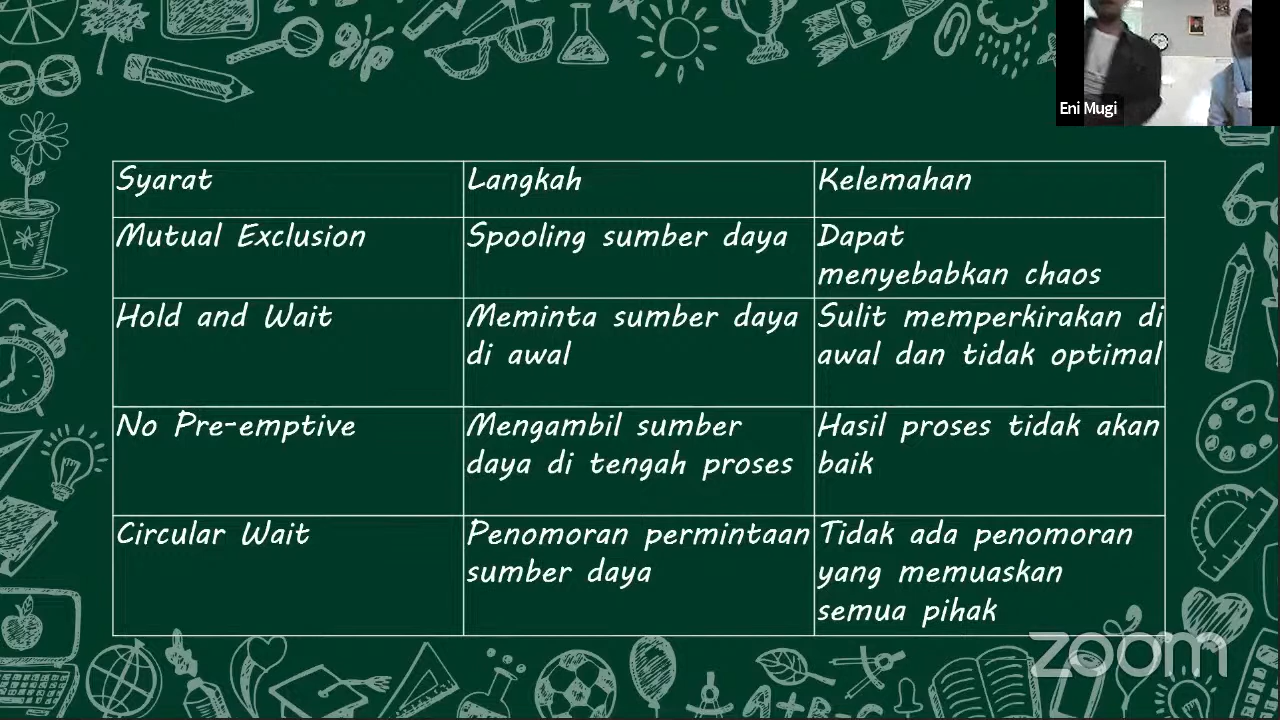 Eni Mugi
Syarat
Langkah
Kelemahan
Mutual Exclusion
Spooling sumber daya
Dapat
menyebabkan chaos
Hold and Wait
Meminta sumber daya
di awal
Sulit memperkirakan di
awal dan tidak optimal
No Pre-emptive
Mengambil sumber
daya di tengah proses
Hasil proses tidak akan
baik
Circular Wait
Penomoran permintaan
sumber daya
Tidak ada penomoran
yang memuaskan
semua pihak
zoom